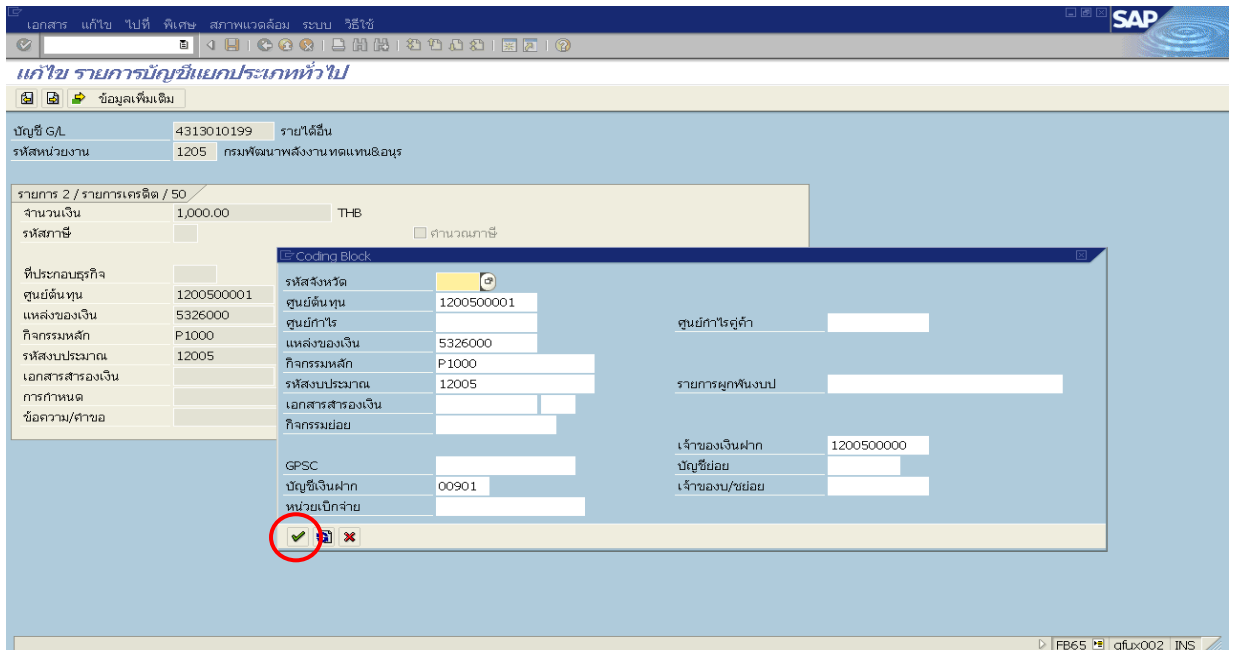 เอกสาร แก้ไข ไปที่ พิเศษ สภาพแวดล้อม ระบบ วิธีใช้
SAP
แก้ไข รายการบัญชีแยกประเภททั่วไป
ข้อมูลเพิ่มเติม
บัญชี G/L 4313010199 รายได้อื่น
รหัสหน่วยงาน 1205 กรมพัฒนาพลังงานทดแทน&อนุร
รายการ 2 / รายการเครดิต / 50
จำนวนเงิน 1,000.00 THB
รหัสภาษี คำนวณภาษี
ที่ประกอบธุรกิจ
ศูนย์ต้นทุน 1200500001
แหล่งของเงิน 5326000
กิจกรรมหลัก P1000
รหัสงบประมาณ 12005
เอกสารสำรองเงิน
การกำหนด
ข้อความ/คำขอ
Coding Block
รหัสจังหวัด
ศูนย์ต้นทุน 1200500001
ศูนย์กำไร ศูนย์กำไรคู่ค้า
แหล่งของเงิน 5326000
กิจกรรมหลัก P1000
รหัสงบประมาณ 12005 รายการผูกพันงบป
เอกสารสำรองเงิน
กิจกรรมย่อย
เจ้าของเงินฝาก 1200500000
GPSC บัญชีย่อย
บัญชีเงินฝาก 00901 เจ้าของบ/ชย่อย
หน่วยเบิกจ่าย
FB65 qfux002 INS